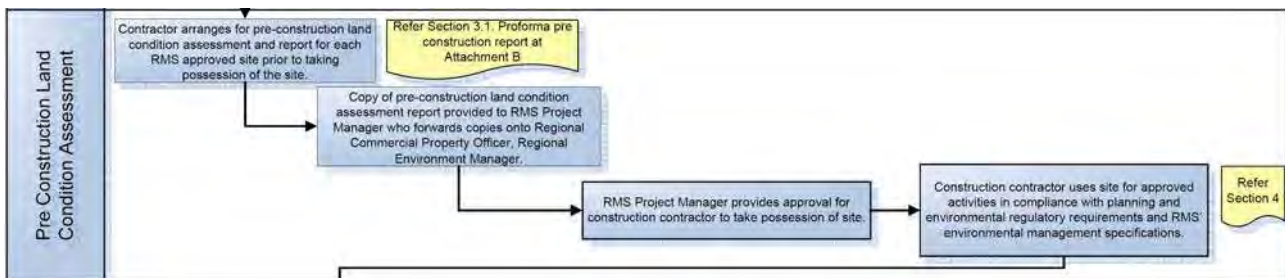 Pre Construction Land
Condition Assessment
Contractor arranges for pre-construction land
condition assessment and report for each
RMS approved site prior to taking
possession of the site.
Refer Section 3.1. Proforma pre
construction report at
Attachment B
Copy of pre-construction land condition
assessment report provided to RMS Project
Manager who forwards copies onto Regional
Commercial Property Officer, Regional
Environment Manager.
RMS Project Manager provides approval for
construction contractor to take possession of site.
Construction contractor uses site for approved
activities in compliance with planning and
environmental regulatory requirements and RMS'
environmental management specifications.
Refer
Section 4